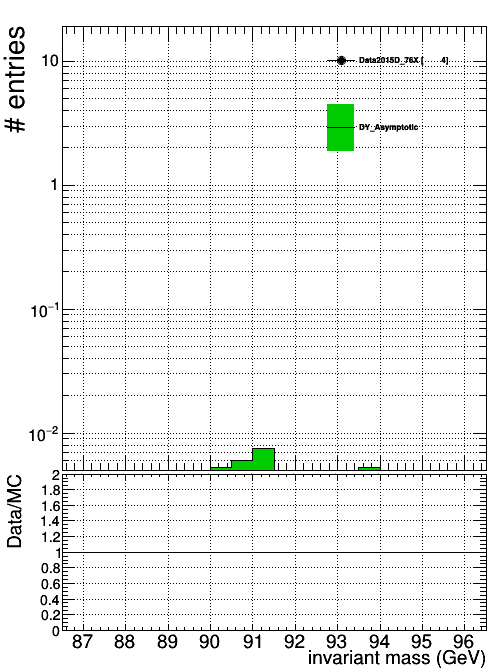 # entries
10
1
10⁻¹
10⁻²
Data2015D_76X [ 4]
DY_Asymptotic
Data/MC
2
1.8
1.6
1.4
1.2
1
0.8
0.6
0.4
0.2
0
87 88 89 90 91 92 93 94 95 96
invariant mass (GeV)